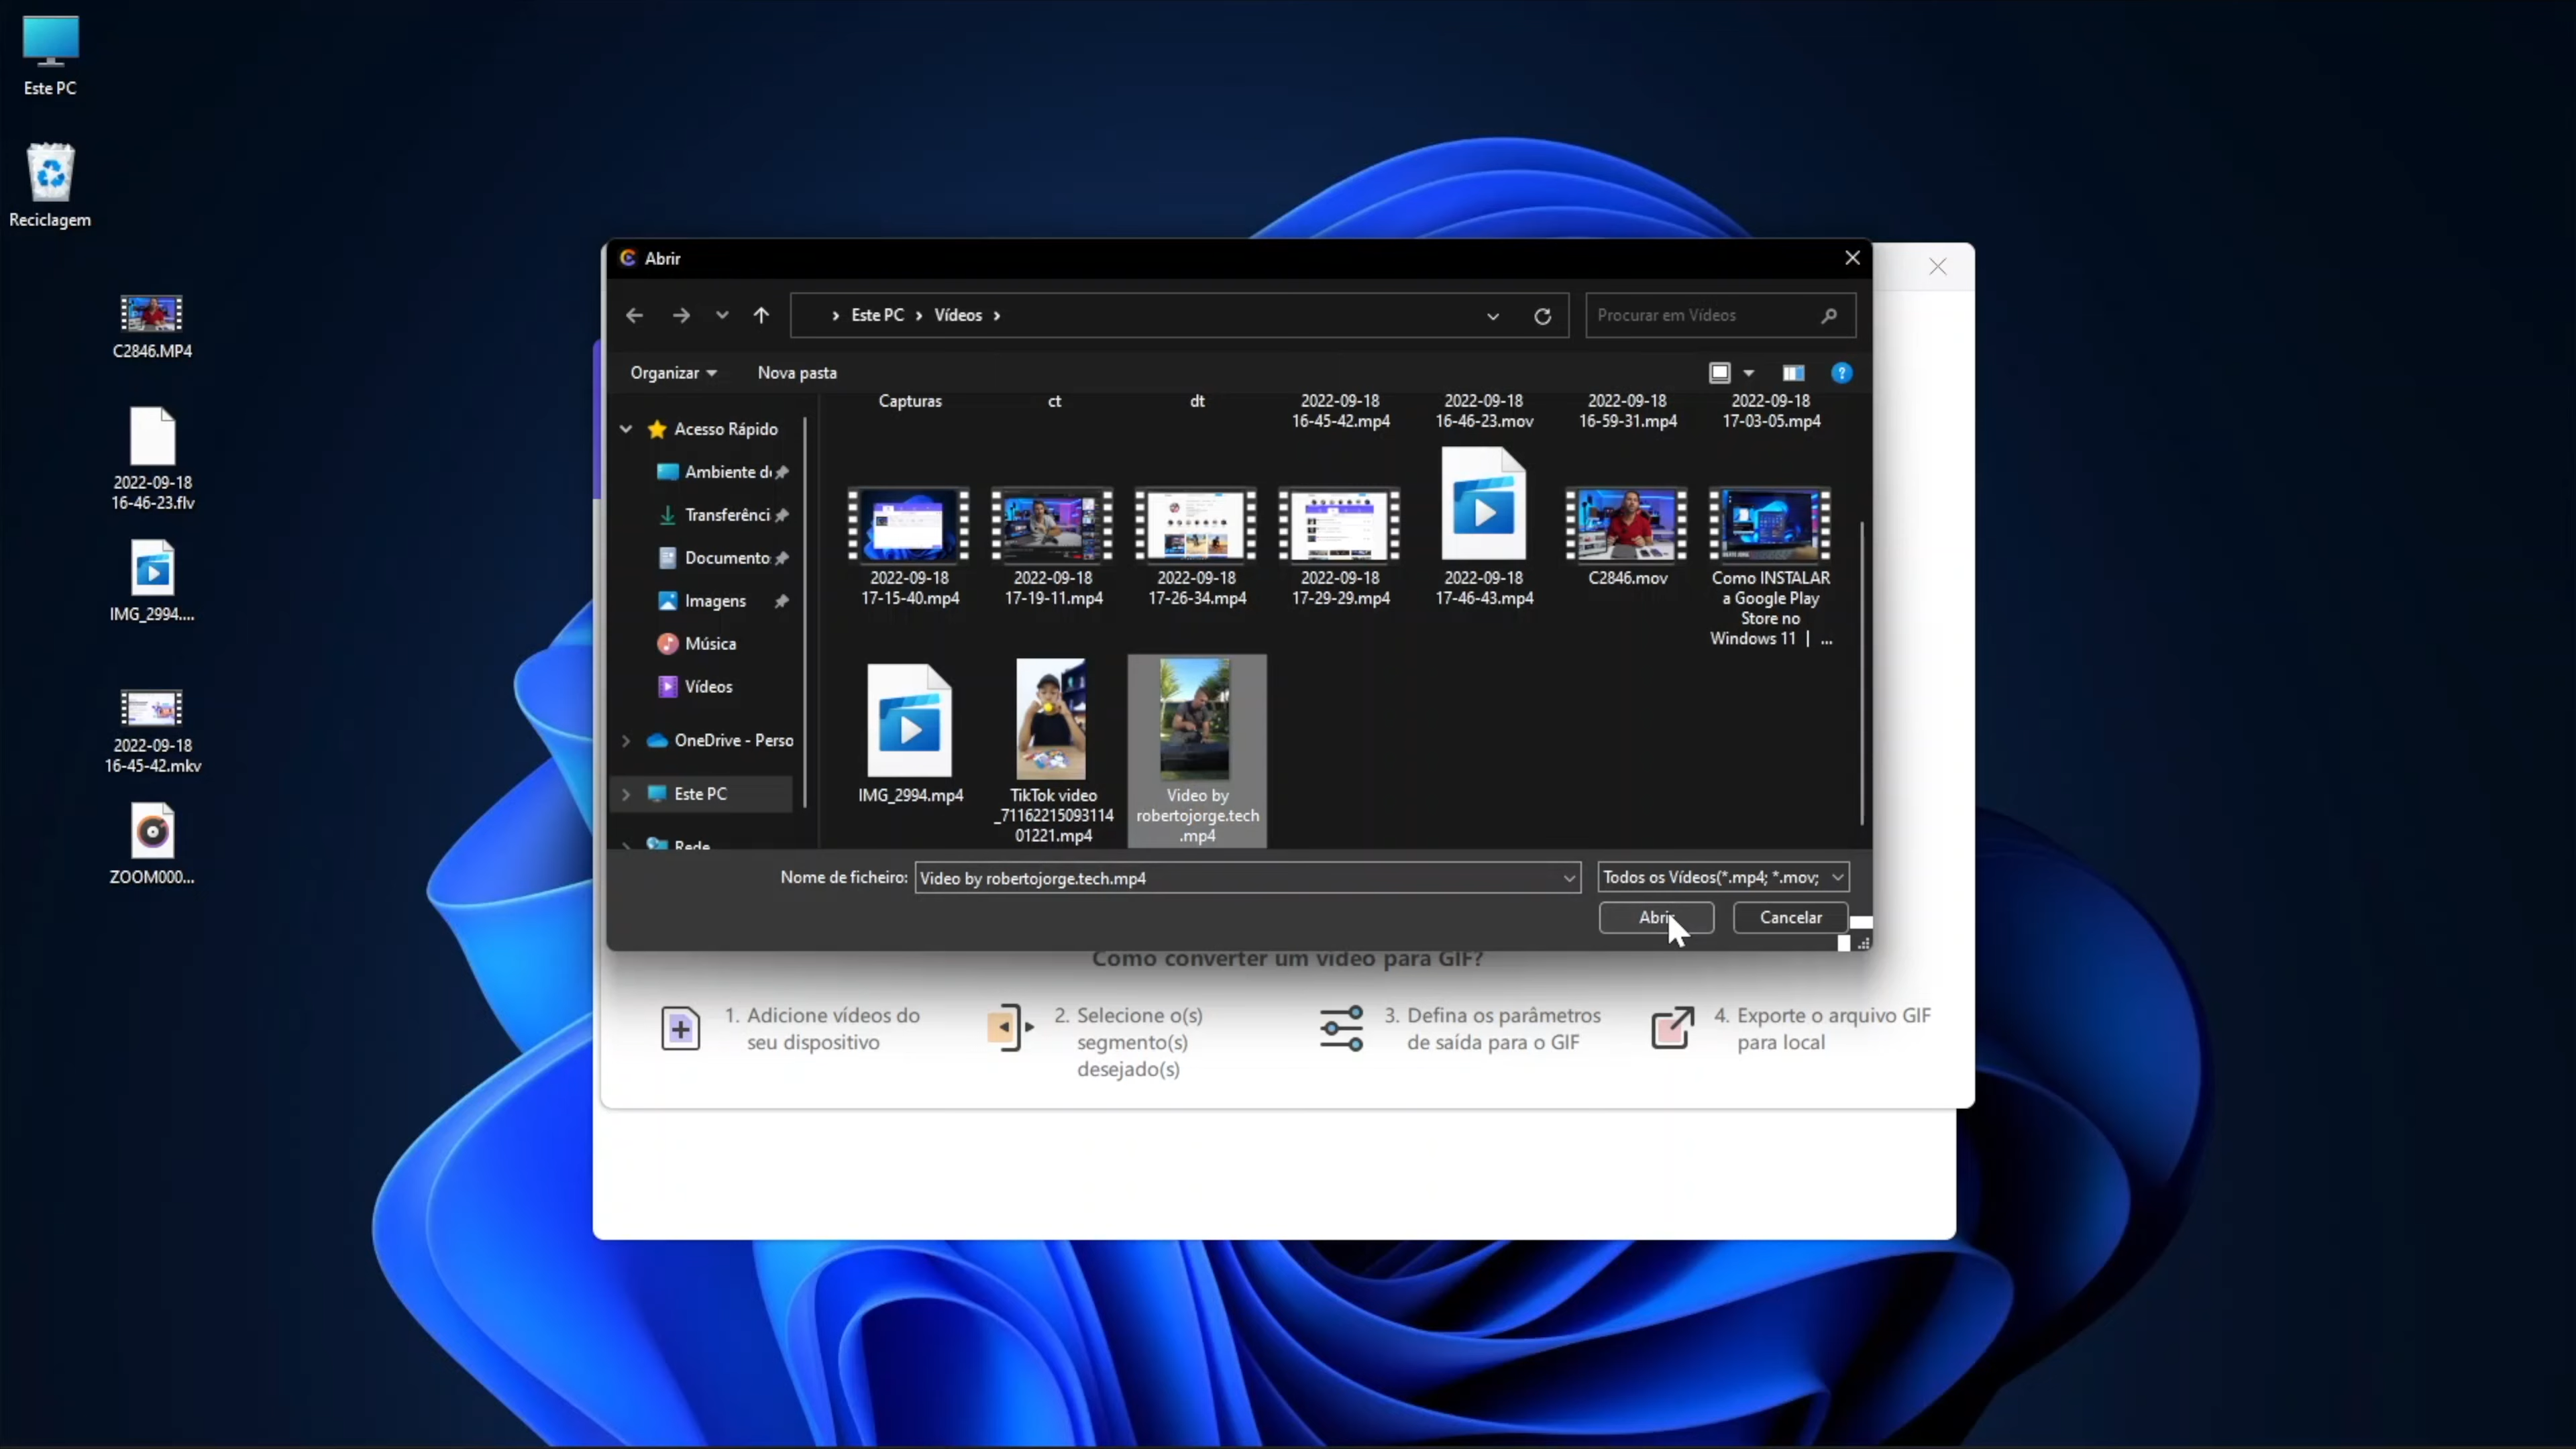 Este PC
Reciclagem
C2846.MP4
2022-09-18
16-46-23.flv
IMG_2994....
2022-09-18
16-45-42.mkv
ZOOM000...
Abrir
Este PC
Vídeos
Procurar em Vídeos
Organizar
Nova pasta
Acesso Rápido
Ambiente d
Transferênci
Documento
Imagens
Música
Vídeos
OneDrive - Perso
Este PC
Rede
Capturas
ct
dt
2022-09-18
16-45-42.mp4
2022-09-18
16-46-23.mov
2022-09-18
16-59-31.mp4
2022-09-18
17-03-05.mp4
2022-09-18
17-15-40.mp4
2022-09-18
17-19-11.mp4
2022-09-18
17-26-34.mp4
2022-09-18
17-29-29.mp4
2022-09-18
17-46-43.mp4
C2846.mov
Como INSTALAR
a Google Play
Store no
Windows 11 | ...
IMG_2994.mp4
TikTok video
_71162215093114
01221.mp4
Video by
robertojorge.tech
.mp4
Nome de ficheiro:
Video by robertojorge.tech.mp4
Todos os Vídeos(*.mp4; *.mov;
Abrir
Cancelar
Como converter um vídeo para GIF?
1. Adicione vídeos do
seu dispositivo
2. Selecione o(s)
segmento(s)
desejado(s)
3. Defina os parâmetros
de saída para o GIF
4. Exporte o arquivo GIF
para local